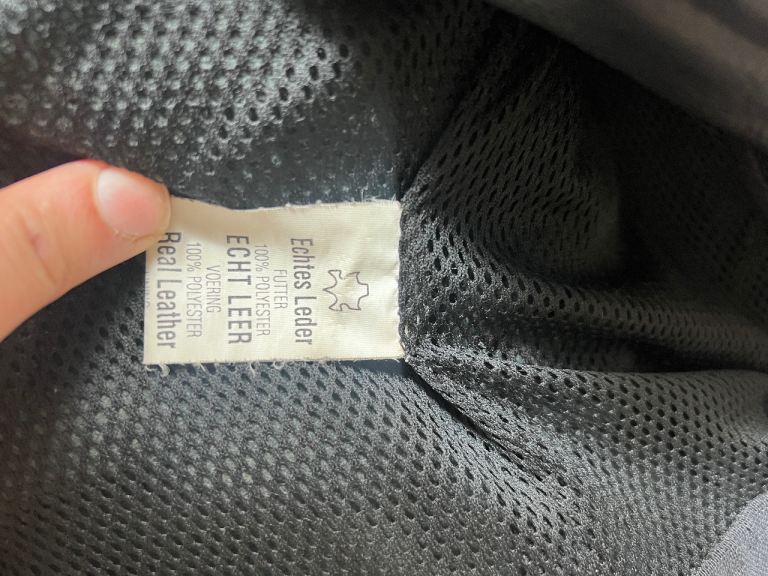 Echtes Leder
FUTTER
100% POLYESTER
ECHT LEER
VOERING
100% POLYESTER
Real Leather